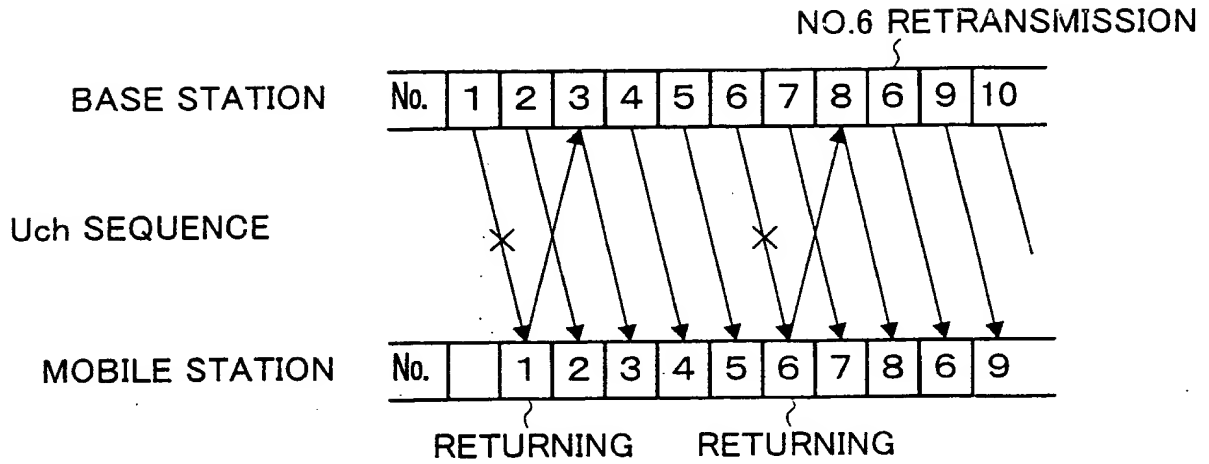 NO.6 RETRANSMISSION
BASE STATION No. 1 2 3 4 5 6 7 8 6 9 10
Uch SEQUENCE
MOBILE STATION No. 1 2 3 4 5 6 7 8 6 9
RETURNING RETURNING